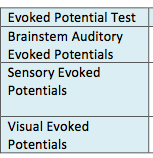 Evoked Potential Test
Brainstem Auditory
Evoked Potentials
Sensory Evoked
Potentials
Visual Evoked
Potentials